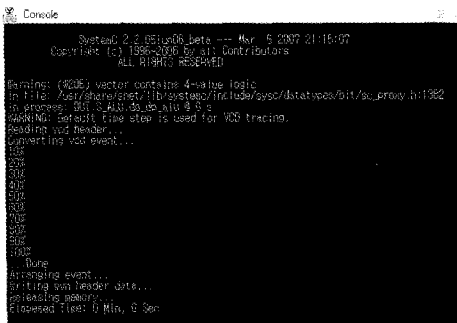 Console
SystemC 2.2.05jun06_beta --- Mar 5 2007 21:15:07
Copyright (c) 1996-2006 by all Contributors
ALL RIGHTS RESERVED
Warning: (W206) vector contains 4-value logic
In file: /usr/share/snet/lib/systemc/include/sysc/datatypes/bit/sc_proxy.h:1382
In process: @ 0 s
WARNING: Default time step is used for VCD tracing.
Reading vcd header...
Converting vcd event...
10%
20%
30%
40%
50%
60%
70%
80%
90%
100%
...Done
Arranging event...
Writing header data...
Releasing memory...
Elapesed Time: 0 Min, 0 Sec